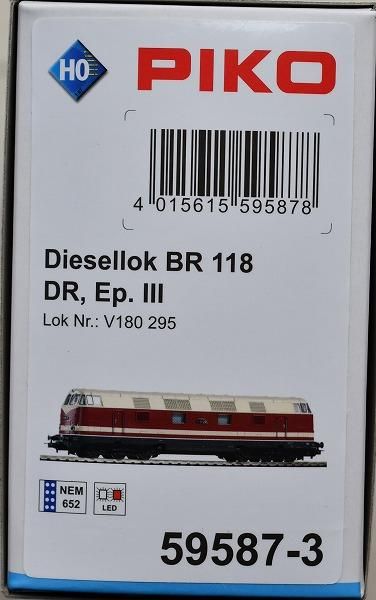 H0
PIKO
4 015615 595878
Diesellok BR 118
DR, Ep. III
Lok Nr.: V180 295
NEM
652
LED
59587-3